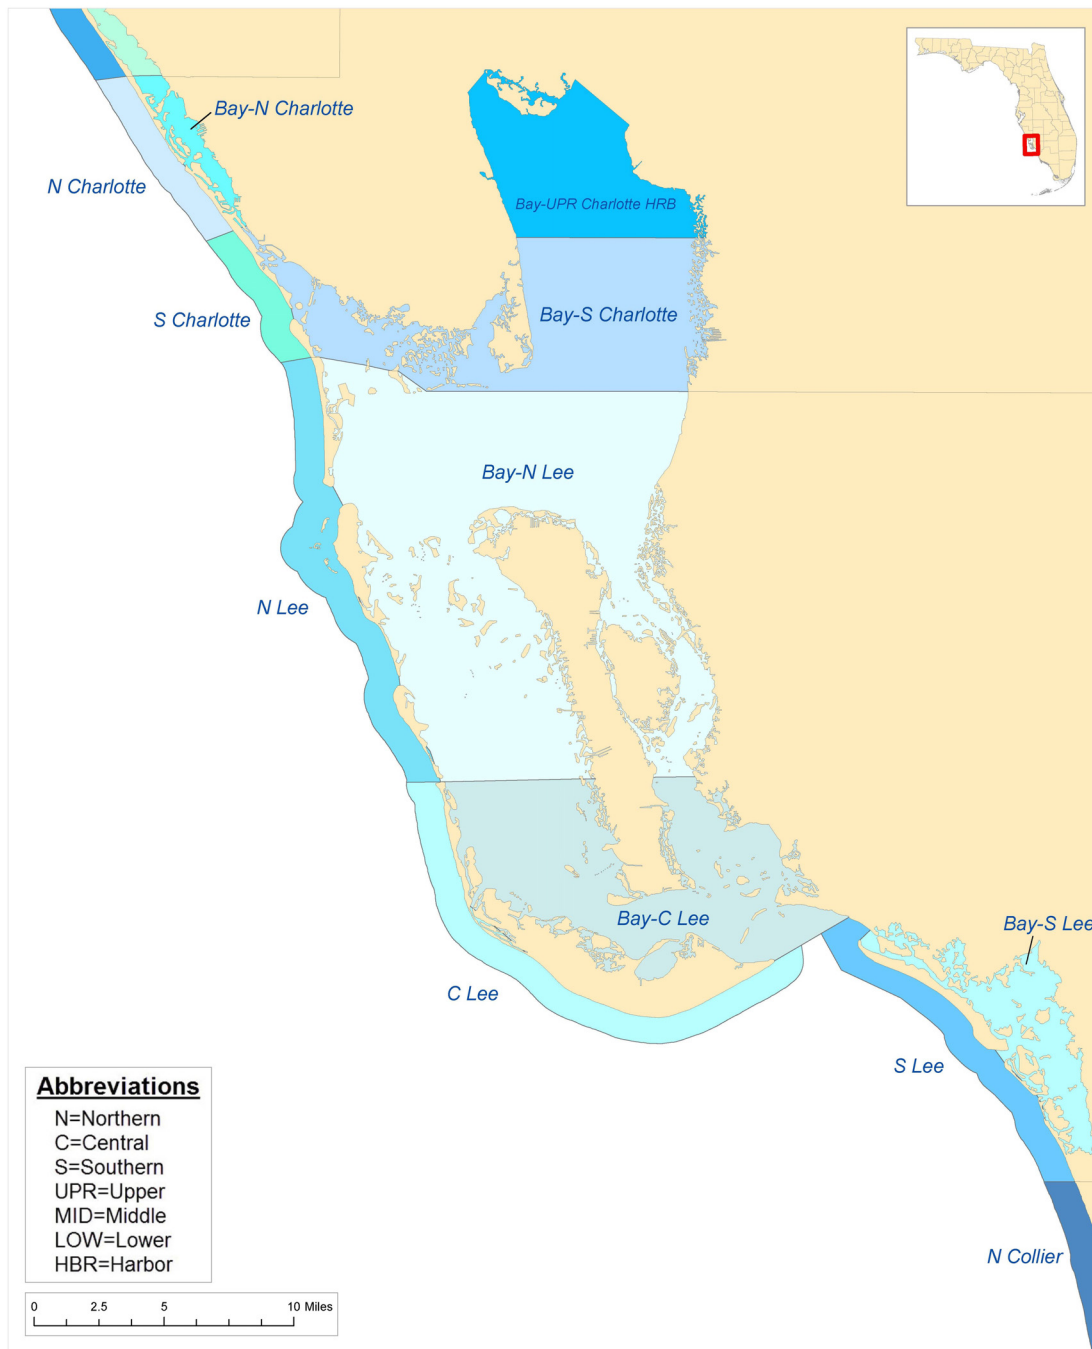 Bay-N Charlotte
N Charlotte
Bay-UPR Charlotte HRB
S Charlotte
Bay-S Charlotte
Bay-N Lee
N Lee
Bay-C Lee
Bay-S Lee
C Lee
S Lee
N Collier
Abbreviations
N=Northern
C=Central
S=Southern
UPR=Upper
MID=Middle
LOW=Lower
HBR=Harbor
0 2.5 5 10 Miles